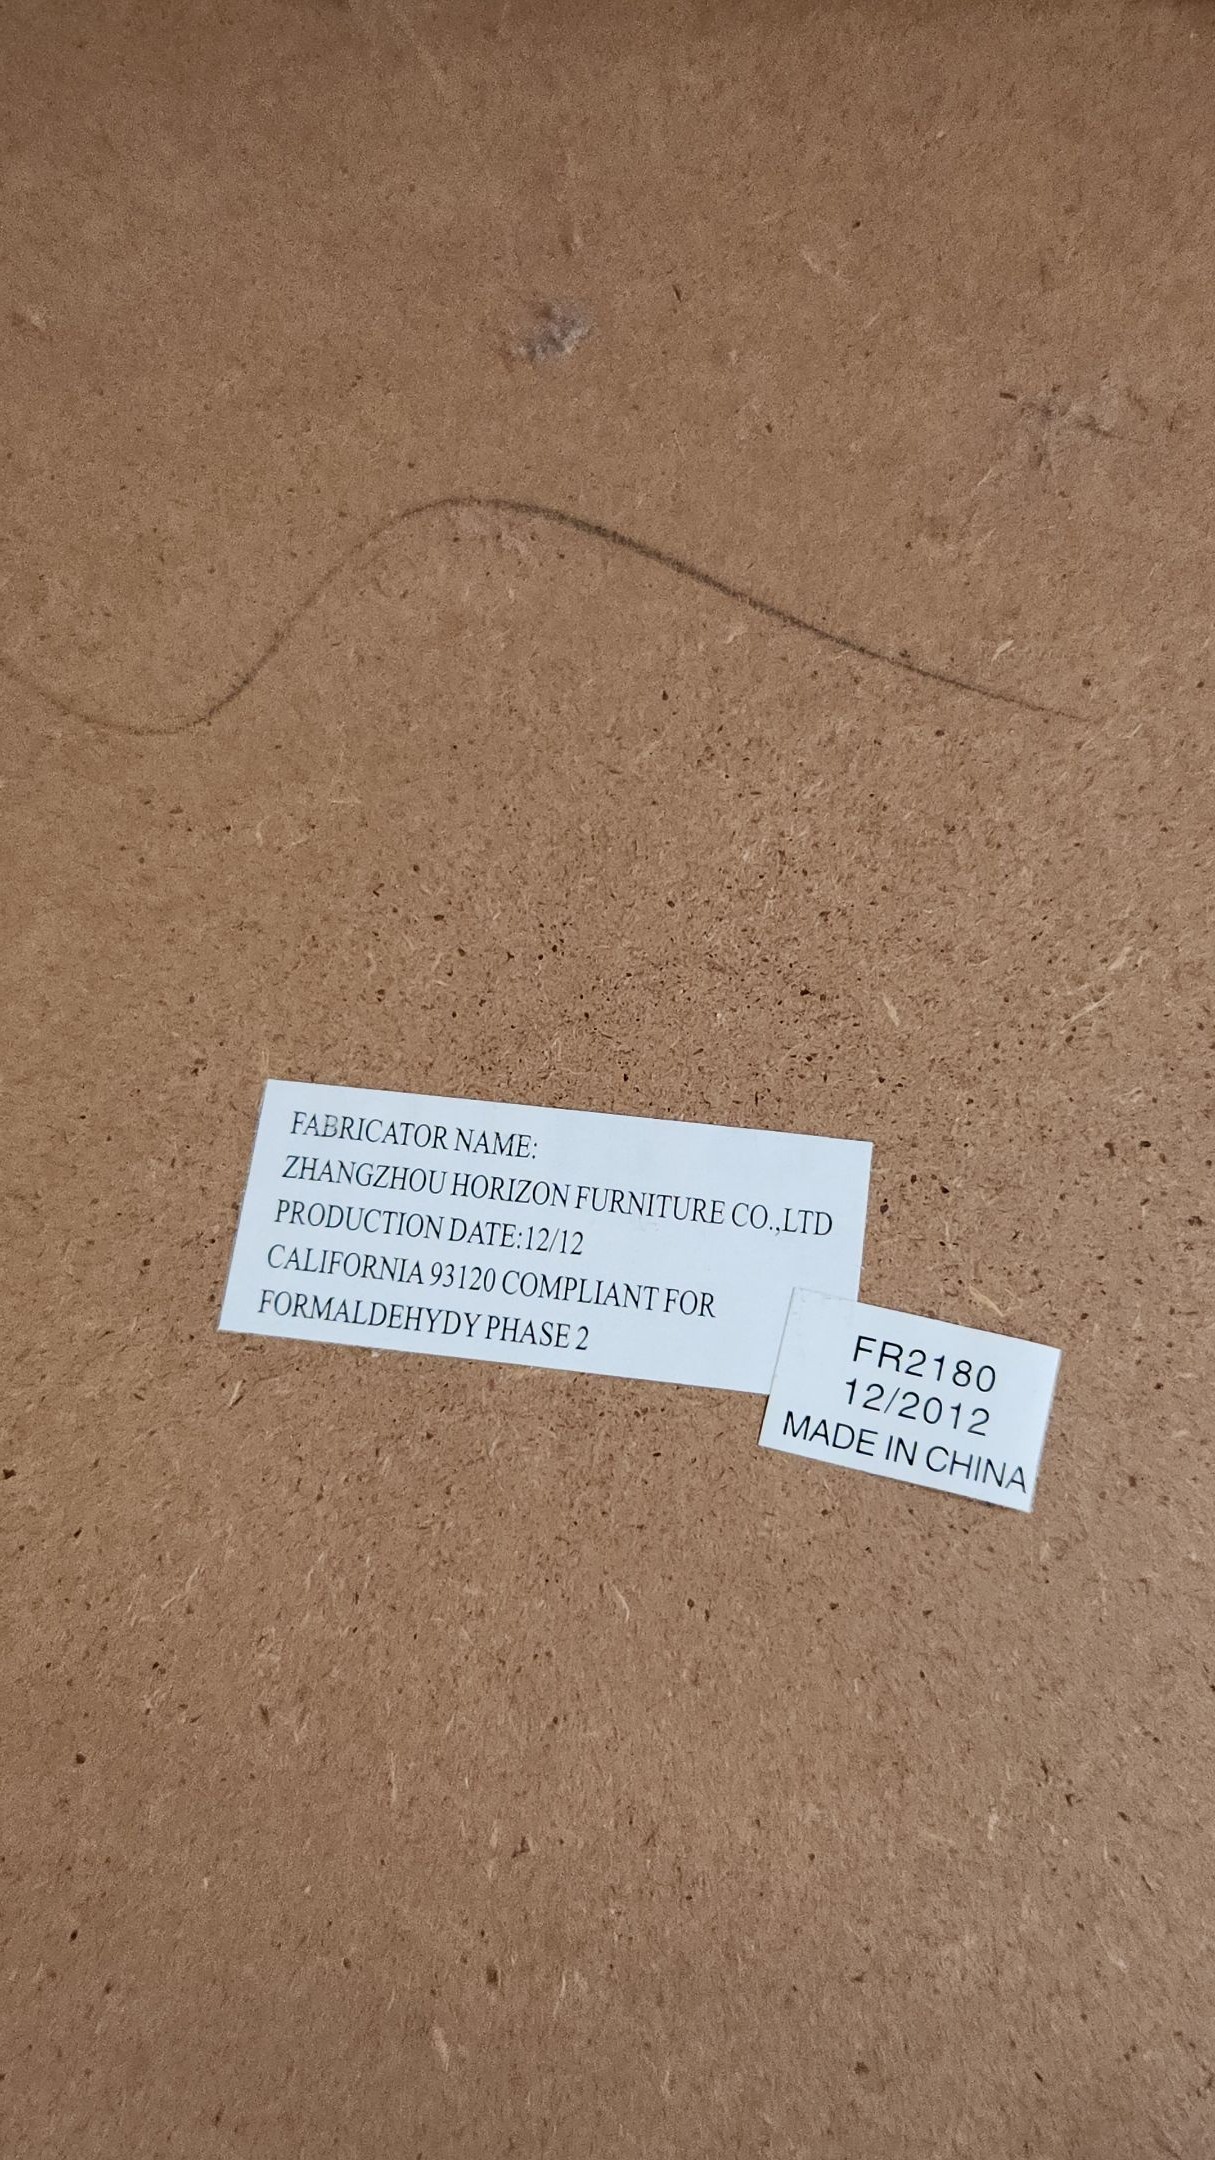 FABRICATOR NAME:
ZHANGZHOU HORIZON FURNITURE CO.,LTD
PRODUCTION DATE:12/12
CALIFORNIA 93120 COMPLIANT FOR
FORMALDEHYDY PHASE 2
FR2180
12/2012
MADE IN CHINA